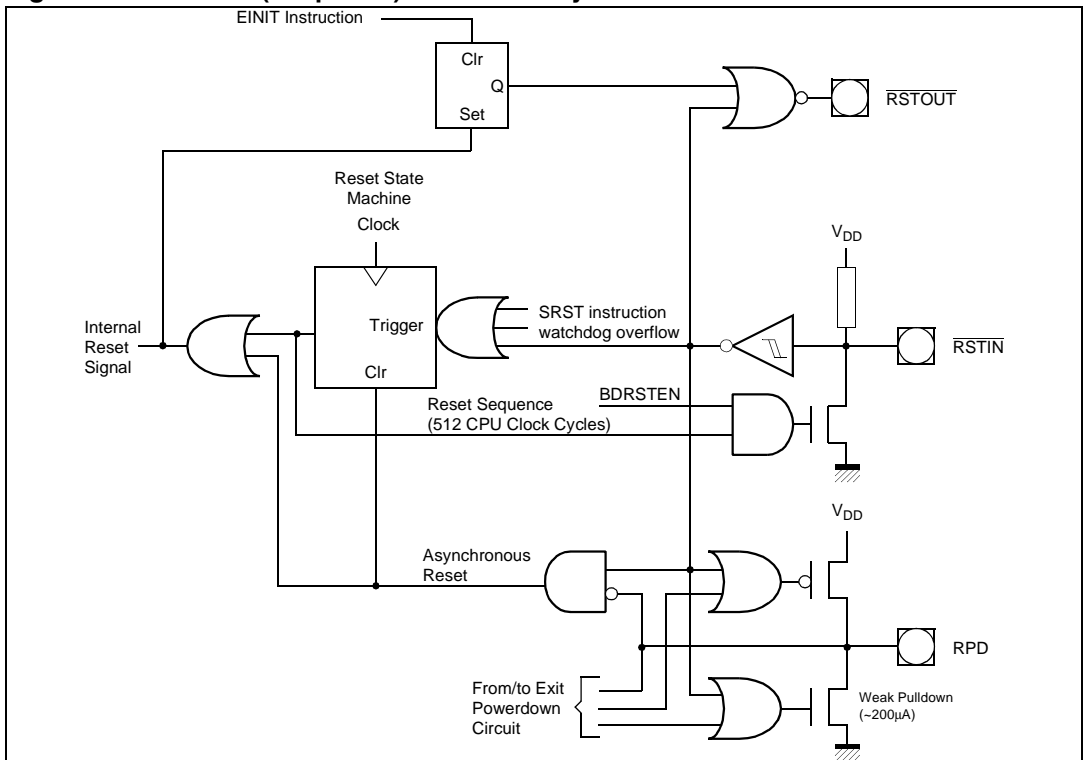 EINIT Instruction
Clr
Q
Set
RSTOUT
Reset State
Machine
Clock
VDD
Internal
Reset
Signal
Trigger
SRST instruction
watchdog overflow
RSTIN
Clr
BDRSTEN
Reset Sequence
(512 CPU Clock Cycles)
VDD
Asynchronous
Reset
RPD
From/to Exit
Powerdown
Circuit
Weak Pulldown
(~200µA)